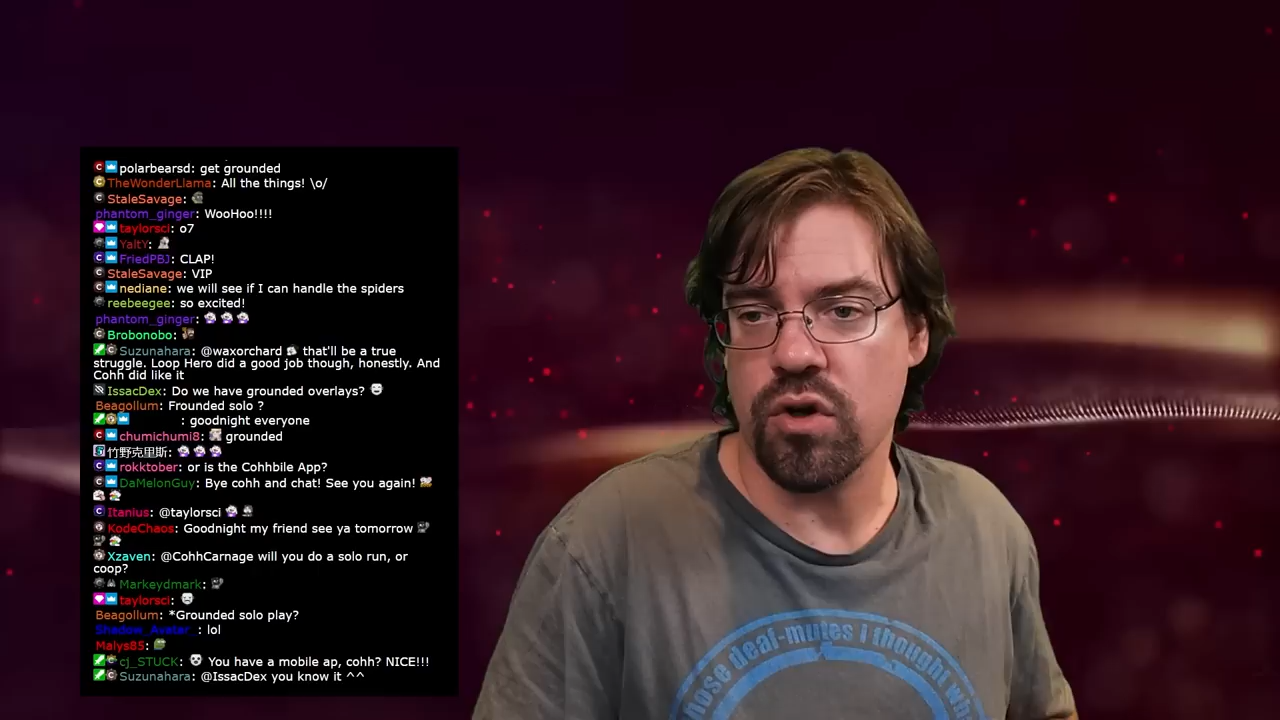 polarbearsd: get grounded
TheWonderLlama: All the things! \o/
StaleSavage:
phantom_ginger: WooHoo!!!!
taylorsci: o7
YaltY:
FriedPBJ: CLAP!
StaleSavage: VIP
nediane: we will see if I can handle the spiders
reebeegee: so excited!
phantom_ginger:
Brobonobo:
Suzunahara: @waxorchard that'll be a true
struggle. Loop Hero did a good job though, honestly. And
Cohh did like it
IssacDex: Do we have grounded overlays?
Beagollum: Frounded solo ?
: goodnight everyone
chumichumi8: grounded
竹野克里斯:
rokktober: or is the Cohhbile App?
DaMelonGuy: Bye cohh and chat! See you again!
Itanius: @taylorsci
KodeChaos: Goodnight my friend see ya tomorrow
Xzaven: @CohhCarnage will you do a solo run, or
coop?
Markeydmark:
taylorsci:
Beagollum: *Grounded solo play?
Shadow_Avatar_: lol
Malys85:
cj_STUCK: You have a mobile ap, cohh? NICE!!!
Suzunahara: @IssacDex you know it ^^
hose deaf-mutes i thought wh